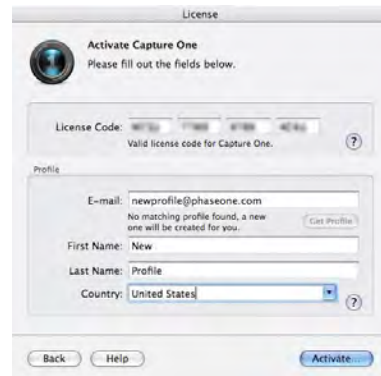 License
Activate Capture One
Please fill out the fields below.
License Code:
Valid license code for Capture One.
?
Profile
E-mail: newprofile@phaseone.com
No matching profile found, a new
one will be created for you.
Get Profile
First Name: New
Last Name: Profile
Country: United States
?
Back Help Activate...